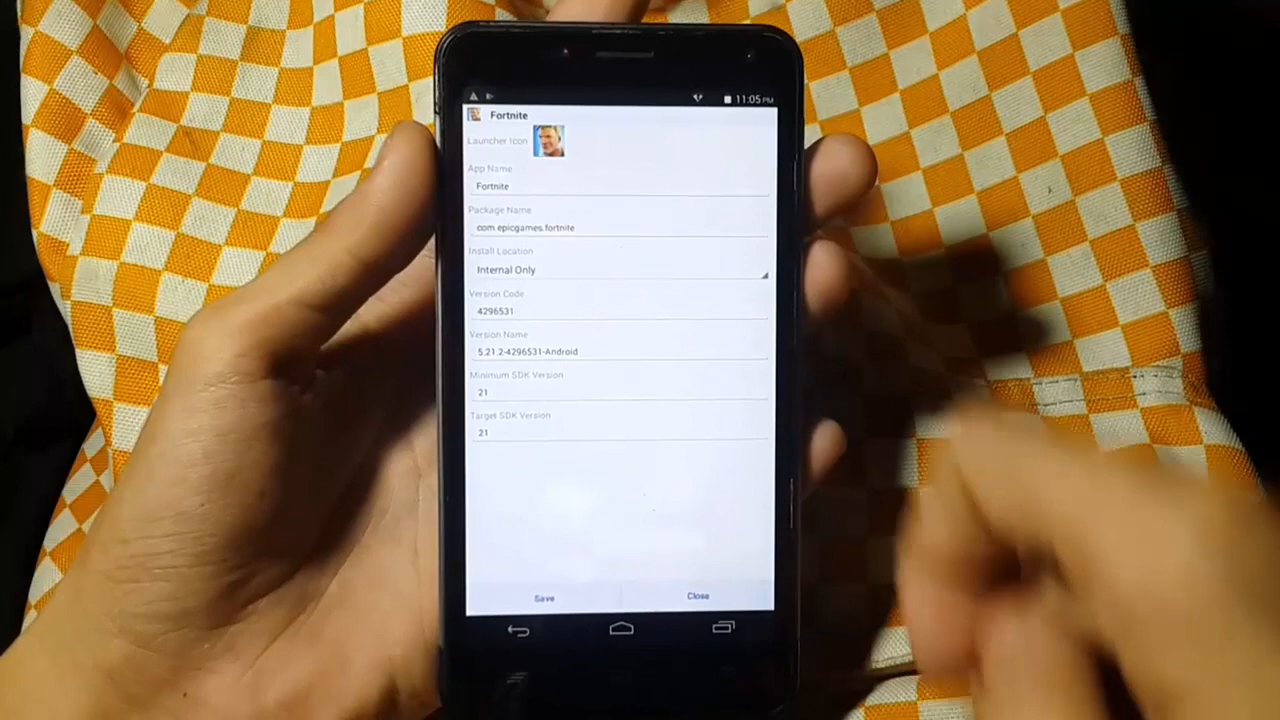 11:05 PM
Fortnite
Launcher Icon
App Name
Fortnite
Package Name
com.epicgames.fortnite
Install Location
Internal Only
Version Code
4296531
Version Name
5.21.2-4296531-Android
Minimum SDK Version
21
Target SDK Version
21
Save Close